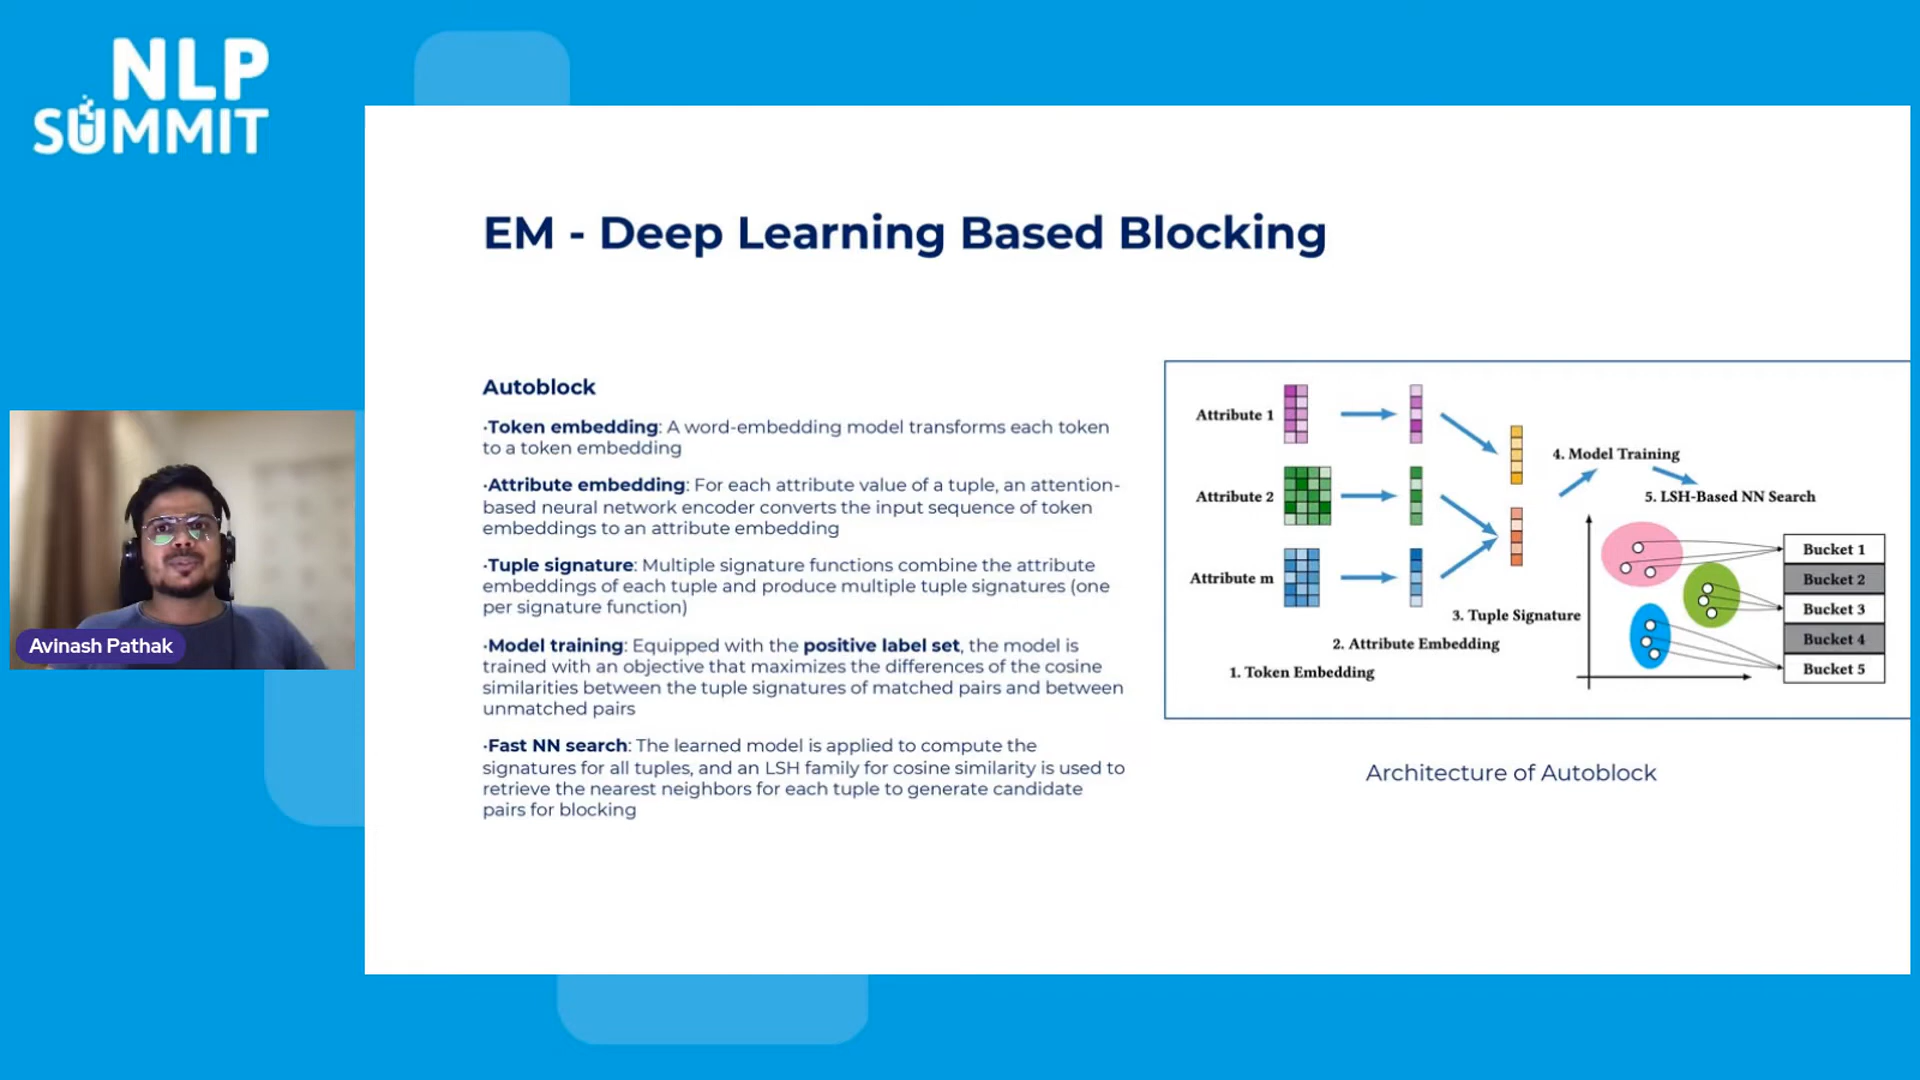 NLP
SUMMIT
EM - Deep Learning Based Blocking
Autoblock
·Token embedding: A word-embedding model transforms each token
to a token embedding
·Attribute embedding: For each attribute value of a tuple, an attention-
based neural network encoder converts the input sequence of token
embeddings to an attribute embedding
·Tuple signature: Multiple signature functions combine the attribute
embeddings of each tuple and produce multiple tuple signatures (one
per signature function)
·Model training: Equipped with the positive label set, the model is
trained with an objective that maximizes the differences of the cosine
similarities between the tuple signatures of matched pairs and between
unmatched pairs
·Fast NN search: The learned model is applied to compute the
signatures for all tuples, and an LSH family for cosine similarity is used to
retrieve the nearest neighbors for each tuple to generate candidate
pairs for blocking
Attribute 1
Attribute 2
Attribute m
1. Token Embedding
2. Attribute Embedding
3. Tuple Signature
4. Model Training
5. LSH-Based NN Search
Bucket 1
Bucket 2
Bucket 3
Bucket 4
Bucket 5
Architecture of Autoblock
Avinash Pathak